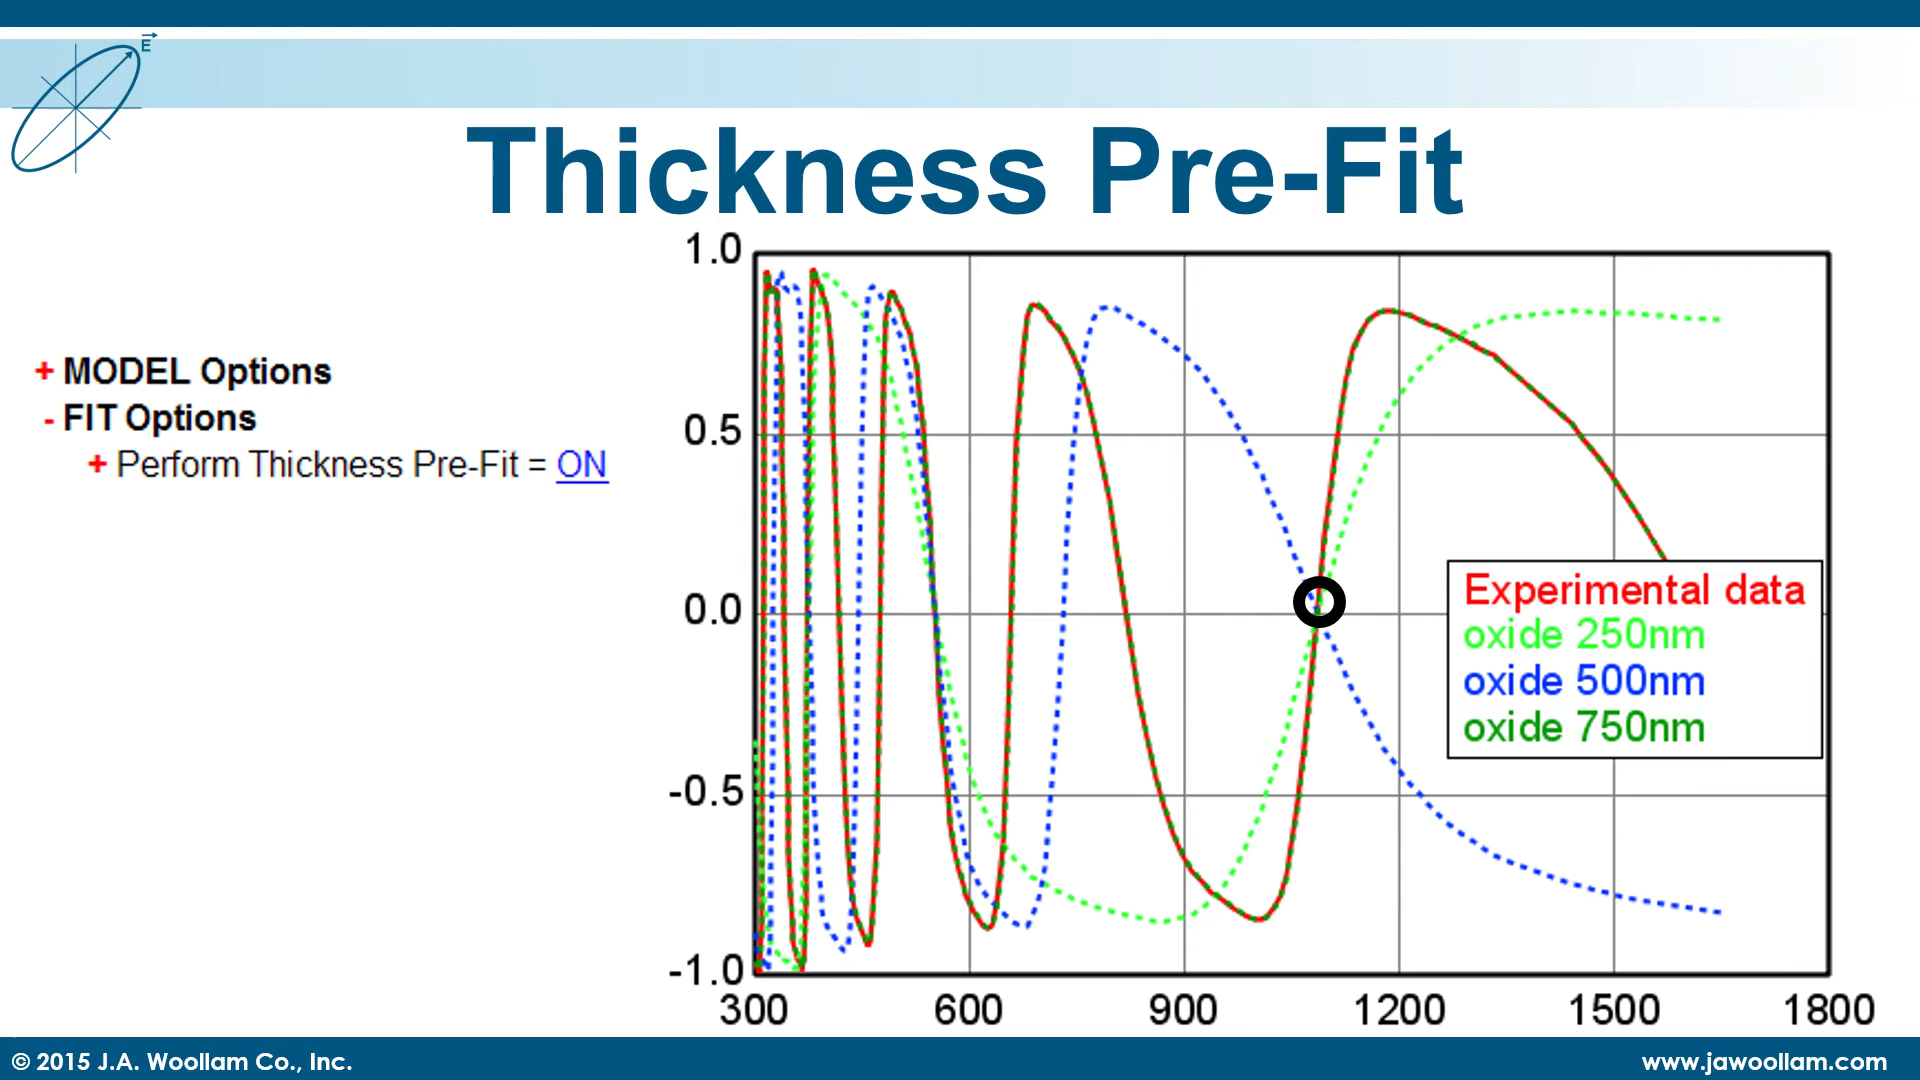 E
Thickness Pre-Fit
+ MODEL Options
- FIT Options
+ Perform Thickness Pre-Fit = ON
1.0
0.5
0.0
-0.5
-1.0
300 600 900 1200 1500 1800
Experimental data
oxide 250nm
oxide 500nm
oxide 750nm
© 2015 J.A. Woollam Co., Inc.
www.jawoollam.com